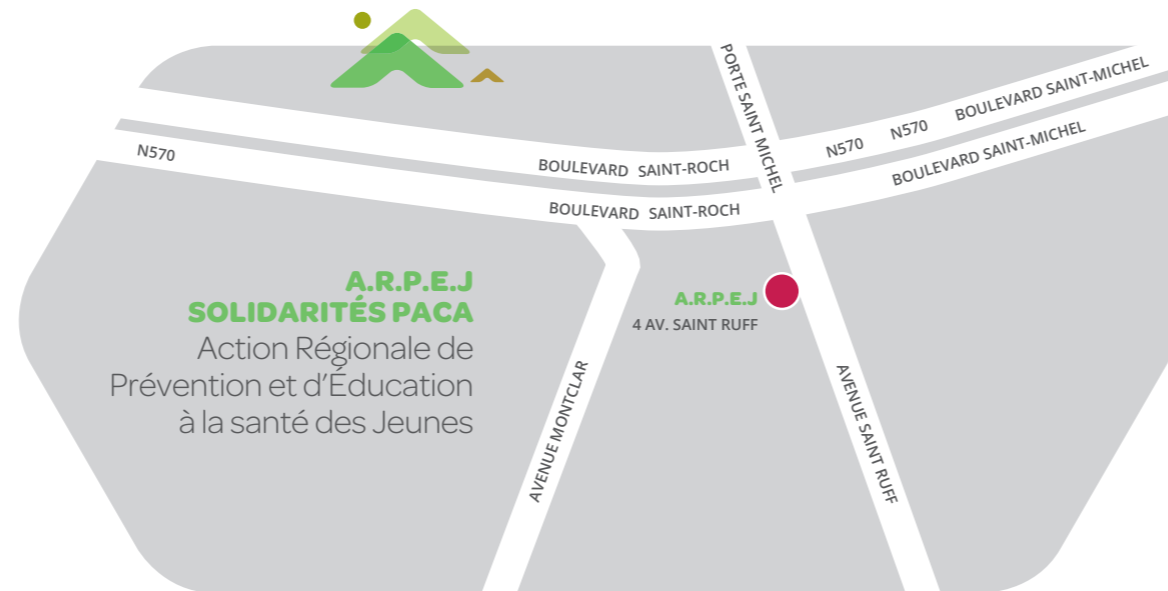 PORTE SAINT MICHEL
BOULEVARD SAINT-MICHEL
N570
N570
BOULEVARD SAINT-MICHEL
N570
BOULEVARD SAINT-ROCH
BOULEVARD SAINT-ROCH
A.R.P.E.J
SOLIDARITÉS PACA
Action Régionale de
Prévention et d'Éducation
à la santé des Jeunes
A.R.P.E.J
4 AV. SAINT RUFF
AVENUE MONTCLAR
AVENUE SAINT RUFF